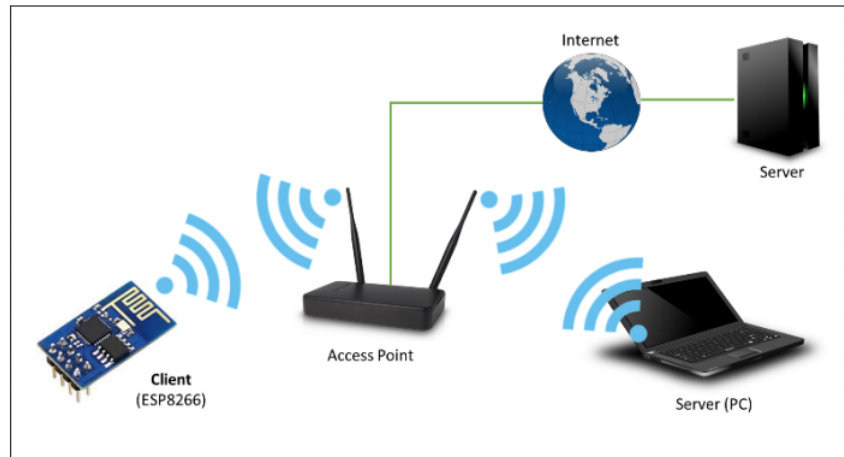 Internet
Server
Access Point
Client
(ESP8266)
Server (PC)